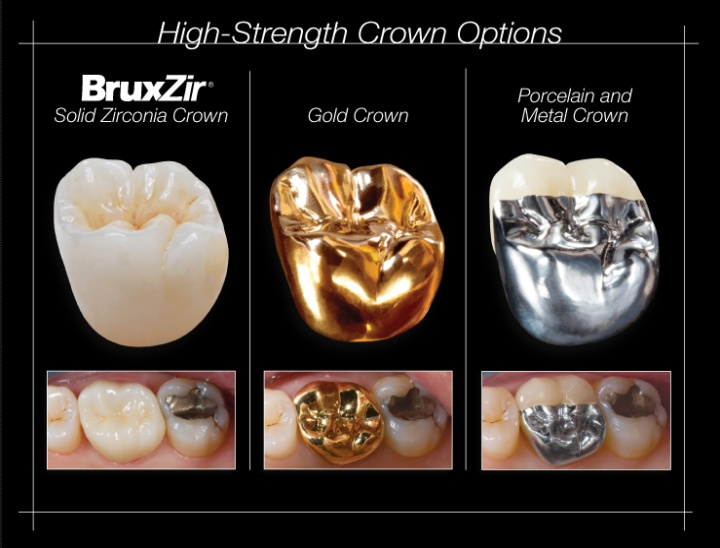 High-Strength Crown Options
BruxZir®
Solid Zirconia Crown
Gold Crown
Porcelain and
Metal Crown